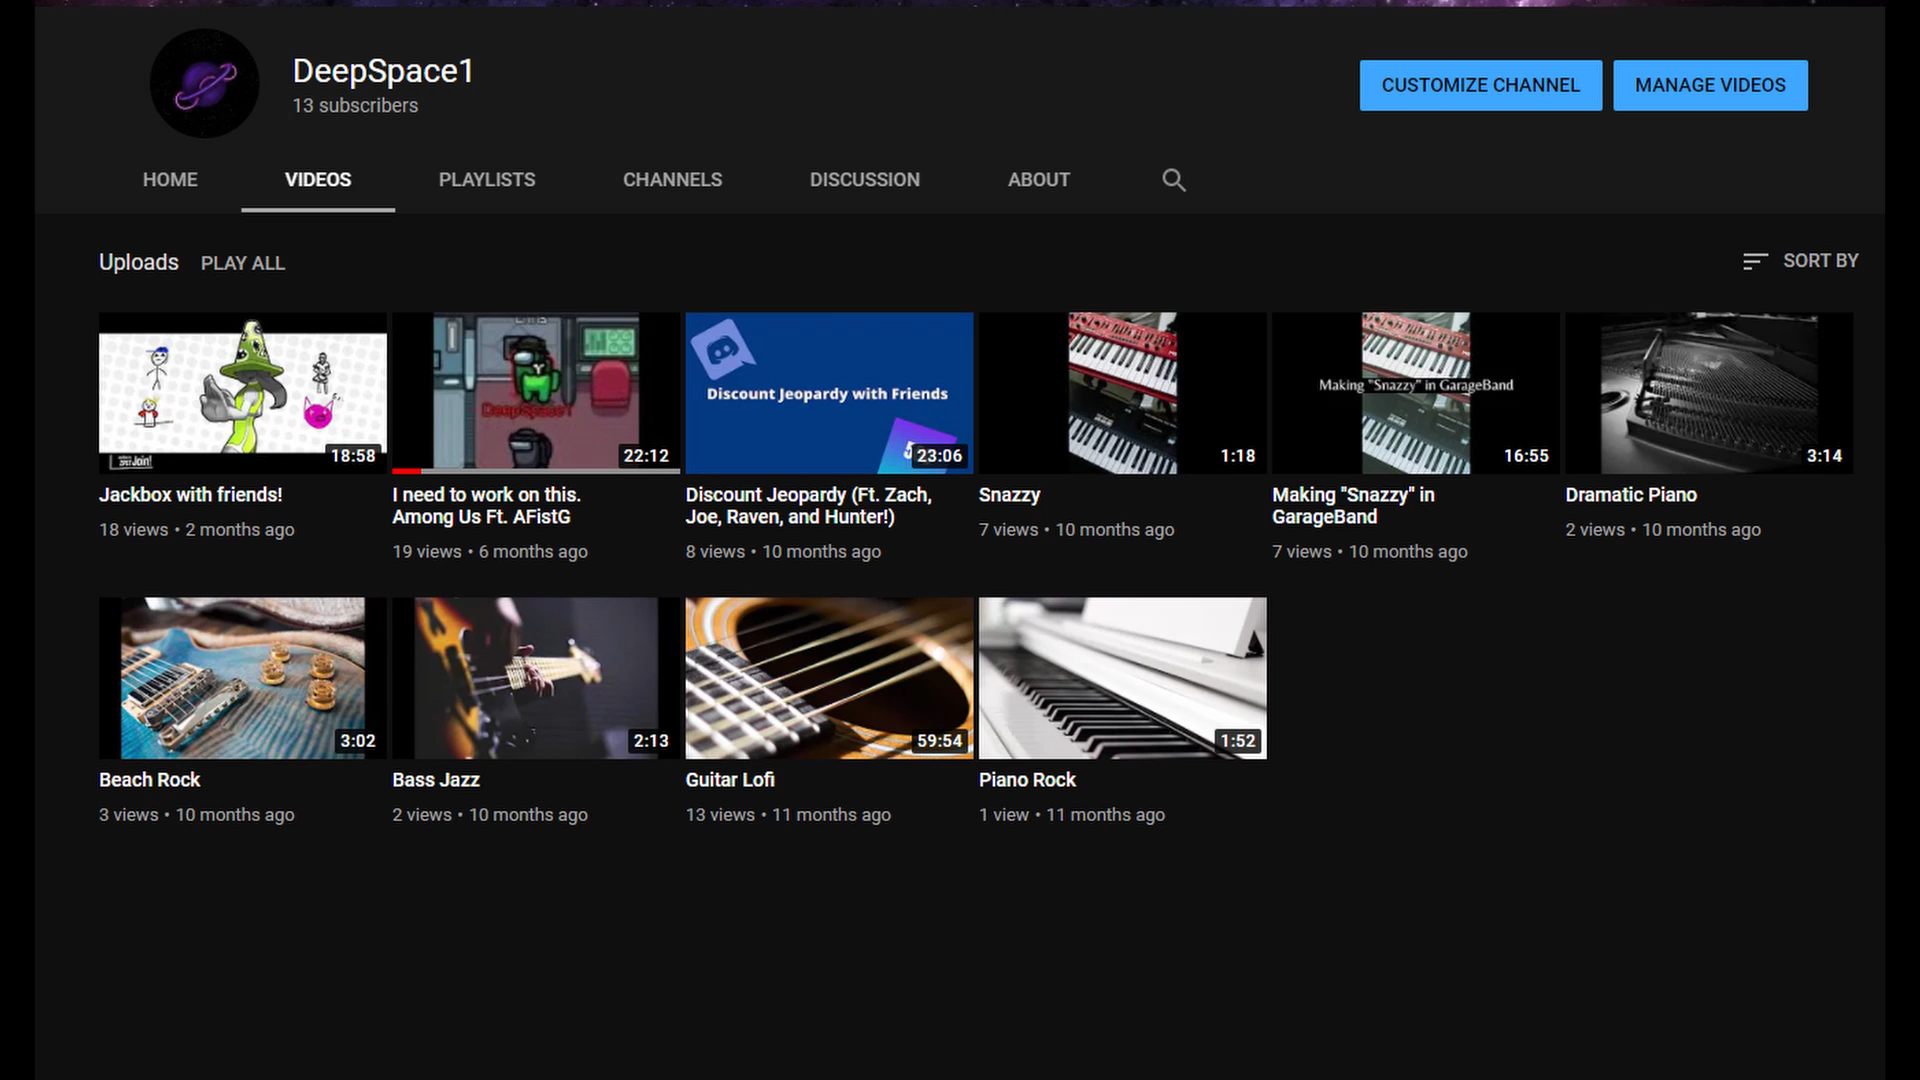 DeepSpace1
13 subscribers
CUSTOMIZE CHANNEL
MANAGE VIDEOS
HOME
VIDEOS
PLAYLISTS
CHANNELS
DISCUSSION
ABOUT
Uploads
PLAY ALL
SORT BY
Join!
18:58
Jackbox with friends!
18 views • 2 months ago
DeepSpace1
22:12
I need to work on this.
Among Us Ft. AFistG
19 views • 6 months ago
Discount Jeopardy with Friends
23:06
Discount Jeopardy (Ft. Zach,
Joe, Raven, and Hunter!)
8 views • 10 months ago
1:18
Snazzy
7 views • 10 months ago
Making "Snazzy" in GarageBand
16:55
Making "Snazzy" in
GarageBand
7 views • 10 months ago
3:14
Dramatic Piano
2 views • 10 months ago
3:02
Beach Rock
3 views • 10 months ago
2:13
Bass Jazz
2 views • 10 months ago
59:54
Guitar Lofi
13 views • 11 months ago
1:52
Piano Rock
1 view • 11 months ago